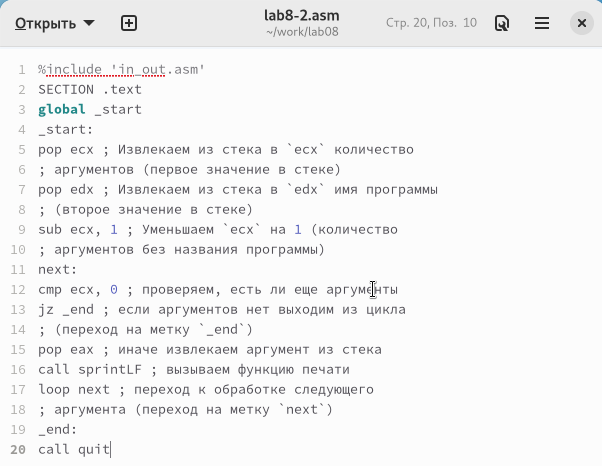 Открыть
lab8-2.asm
~/work/lab08
Стр. 20, Поз. 10
1 %include 'in_out.asm'
2 SECTION .text
3 global _start
4 _start:
5 pop ecx ; Извлекаем из стека в `ecx` количество
6 ; аргументов (первое значение в стеке)
7 pop edx ; Извлекаем из стека в `edx` имя программы
8 ; (второе значение в стеке)
9 sub ecx, 1 ; Уменьшаем `ecx` на 1 (количество
10 ; аргументов без названия программы)
11 next:
12 cmp ecx, 0 ; проверяем, есть ли еще аргументы
13 jz _end ; если аргументов нет выходим из цикла
14 ; (переход на метку `_end`)
15 pop eax ; иначе извлекаем аргумент из стека
16 call sprintLF ; вызываем функцию печати
17 loop next ; переход к обработке следующего
18 ; аргумента (переход на метку `next`)
19 _end:
20 call quit